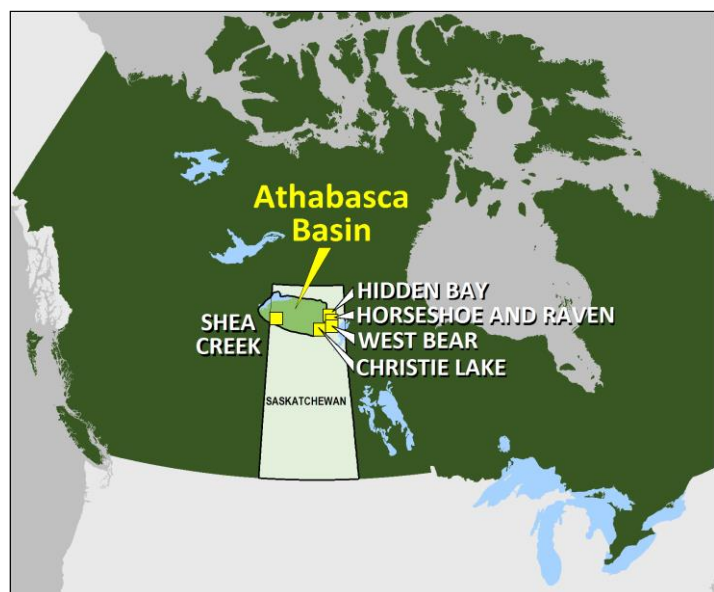 Athabasca
Basin
HIDDEN BAY
HORSESHOE AND RAVEN
SHEA
CREEK
WEST BEAR
CHRISTIE LAKE
SASKATCHEWAN